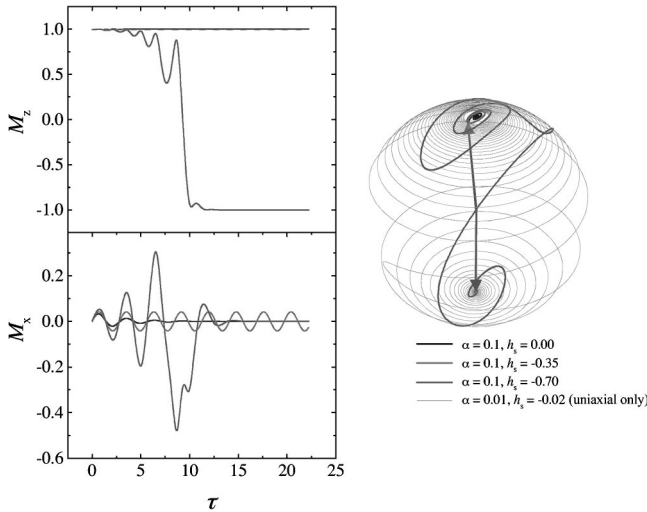 1.0
0.5
0.0
-0.5
-1.0
M_z
0.2
0.0
-0.2
-0.4
-0.6
M_x
0 5 10 15 20 25
τ
α = 0.1, h_s = 0.00
α = 0.1, h_s = -0.35
α = 0.1, h_s = -0.70
α = 0.01, h_s = -0.02 (uniaxial only)